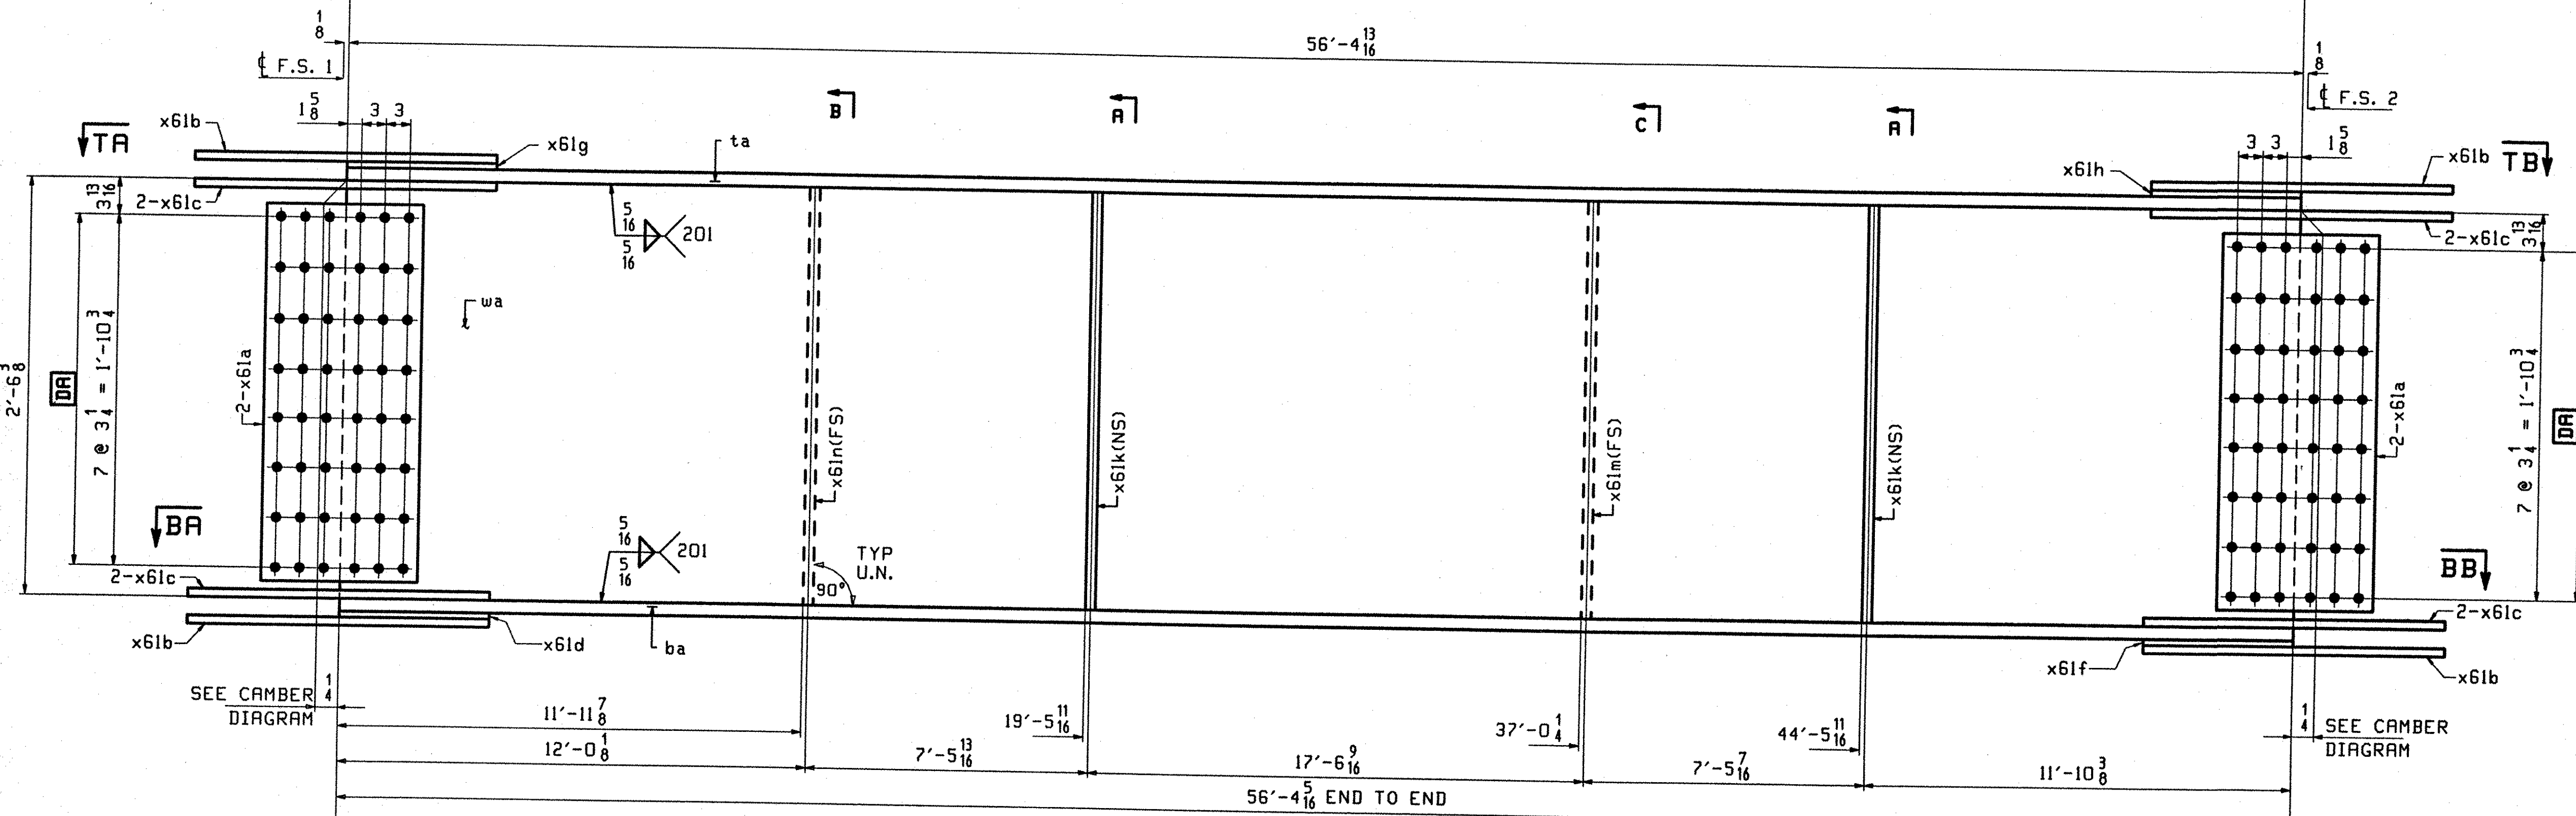 1/8
56'-4 13/16
1/8
℄ F.S. 1
℄ F.S. 2
1 5/8
3
3
B
A
C
A
3
3
1 5/8
TA
x61b
x61g
ta
x61h
x61b
TB
2-x61c
2-x61c
3 13/16
3 13/16
5/16
5/16
201
wa
2'-6 3/8
DA
7 @ 3 1/4 = 1'-10 3/4
2-x61a
x61n(FS)
x61k(NS)
x61m(FS)
x61k(NS)
2-x61a
7 @ 3 1/4 = 1'-10 3/4
DA
BA
5/16
5/16
201
TYP
U.N.
90°
BB
2-x61c
2-x61c
x61b
x61d
ba
x61f
x61b
SEE CAMBER
DIAGRAM
1/4
1/4
SEE CAMBER
DIAGRAM
11'-11 7/8
19'-5 11/16
37'-0 1/4
44'-5 11/16
12'-0 1/8
7'-5 13/16
17'-6 9/16
7'-5 7/16
11'-10 3/8
56'-4 5/16 END TO END